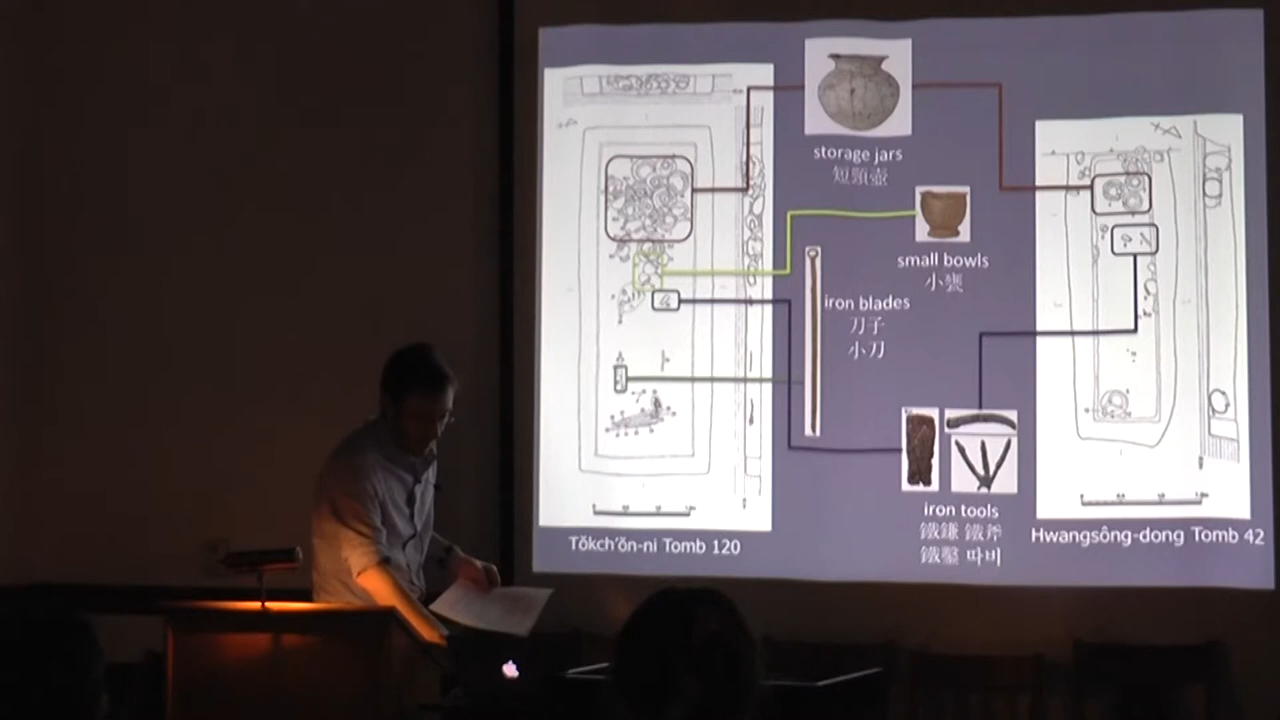 storage jars
短頸壺
small bowls
小甕
iron blades
刀子
小刀
iron tools
鐵鎌 鐵斧
鐵鑿 따비
Tŏkch'ŏn-ni Tomb 120
Hwangsŏng-dong Tomb 42